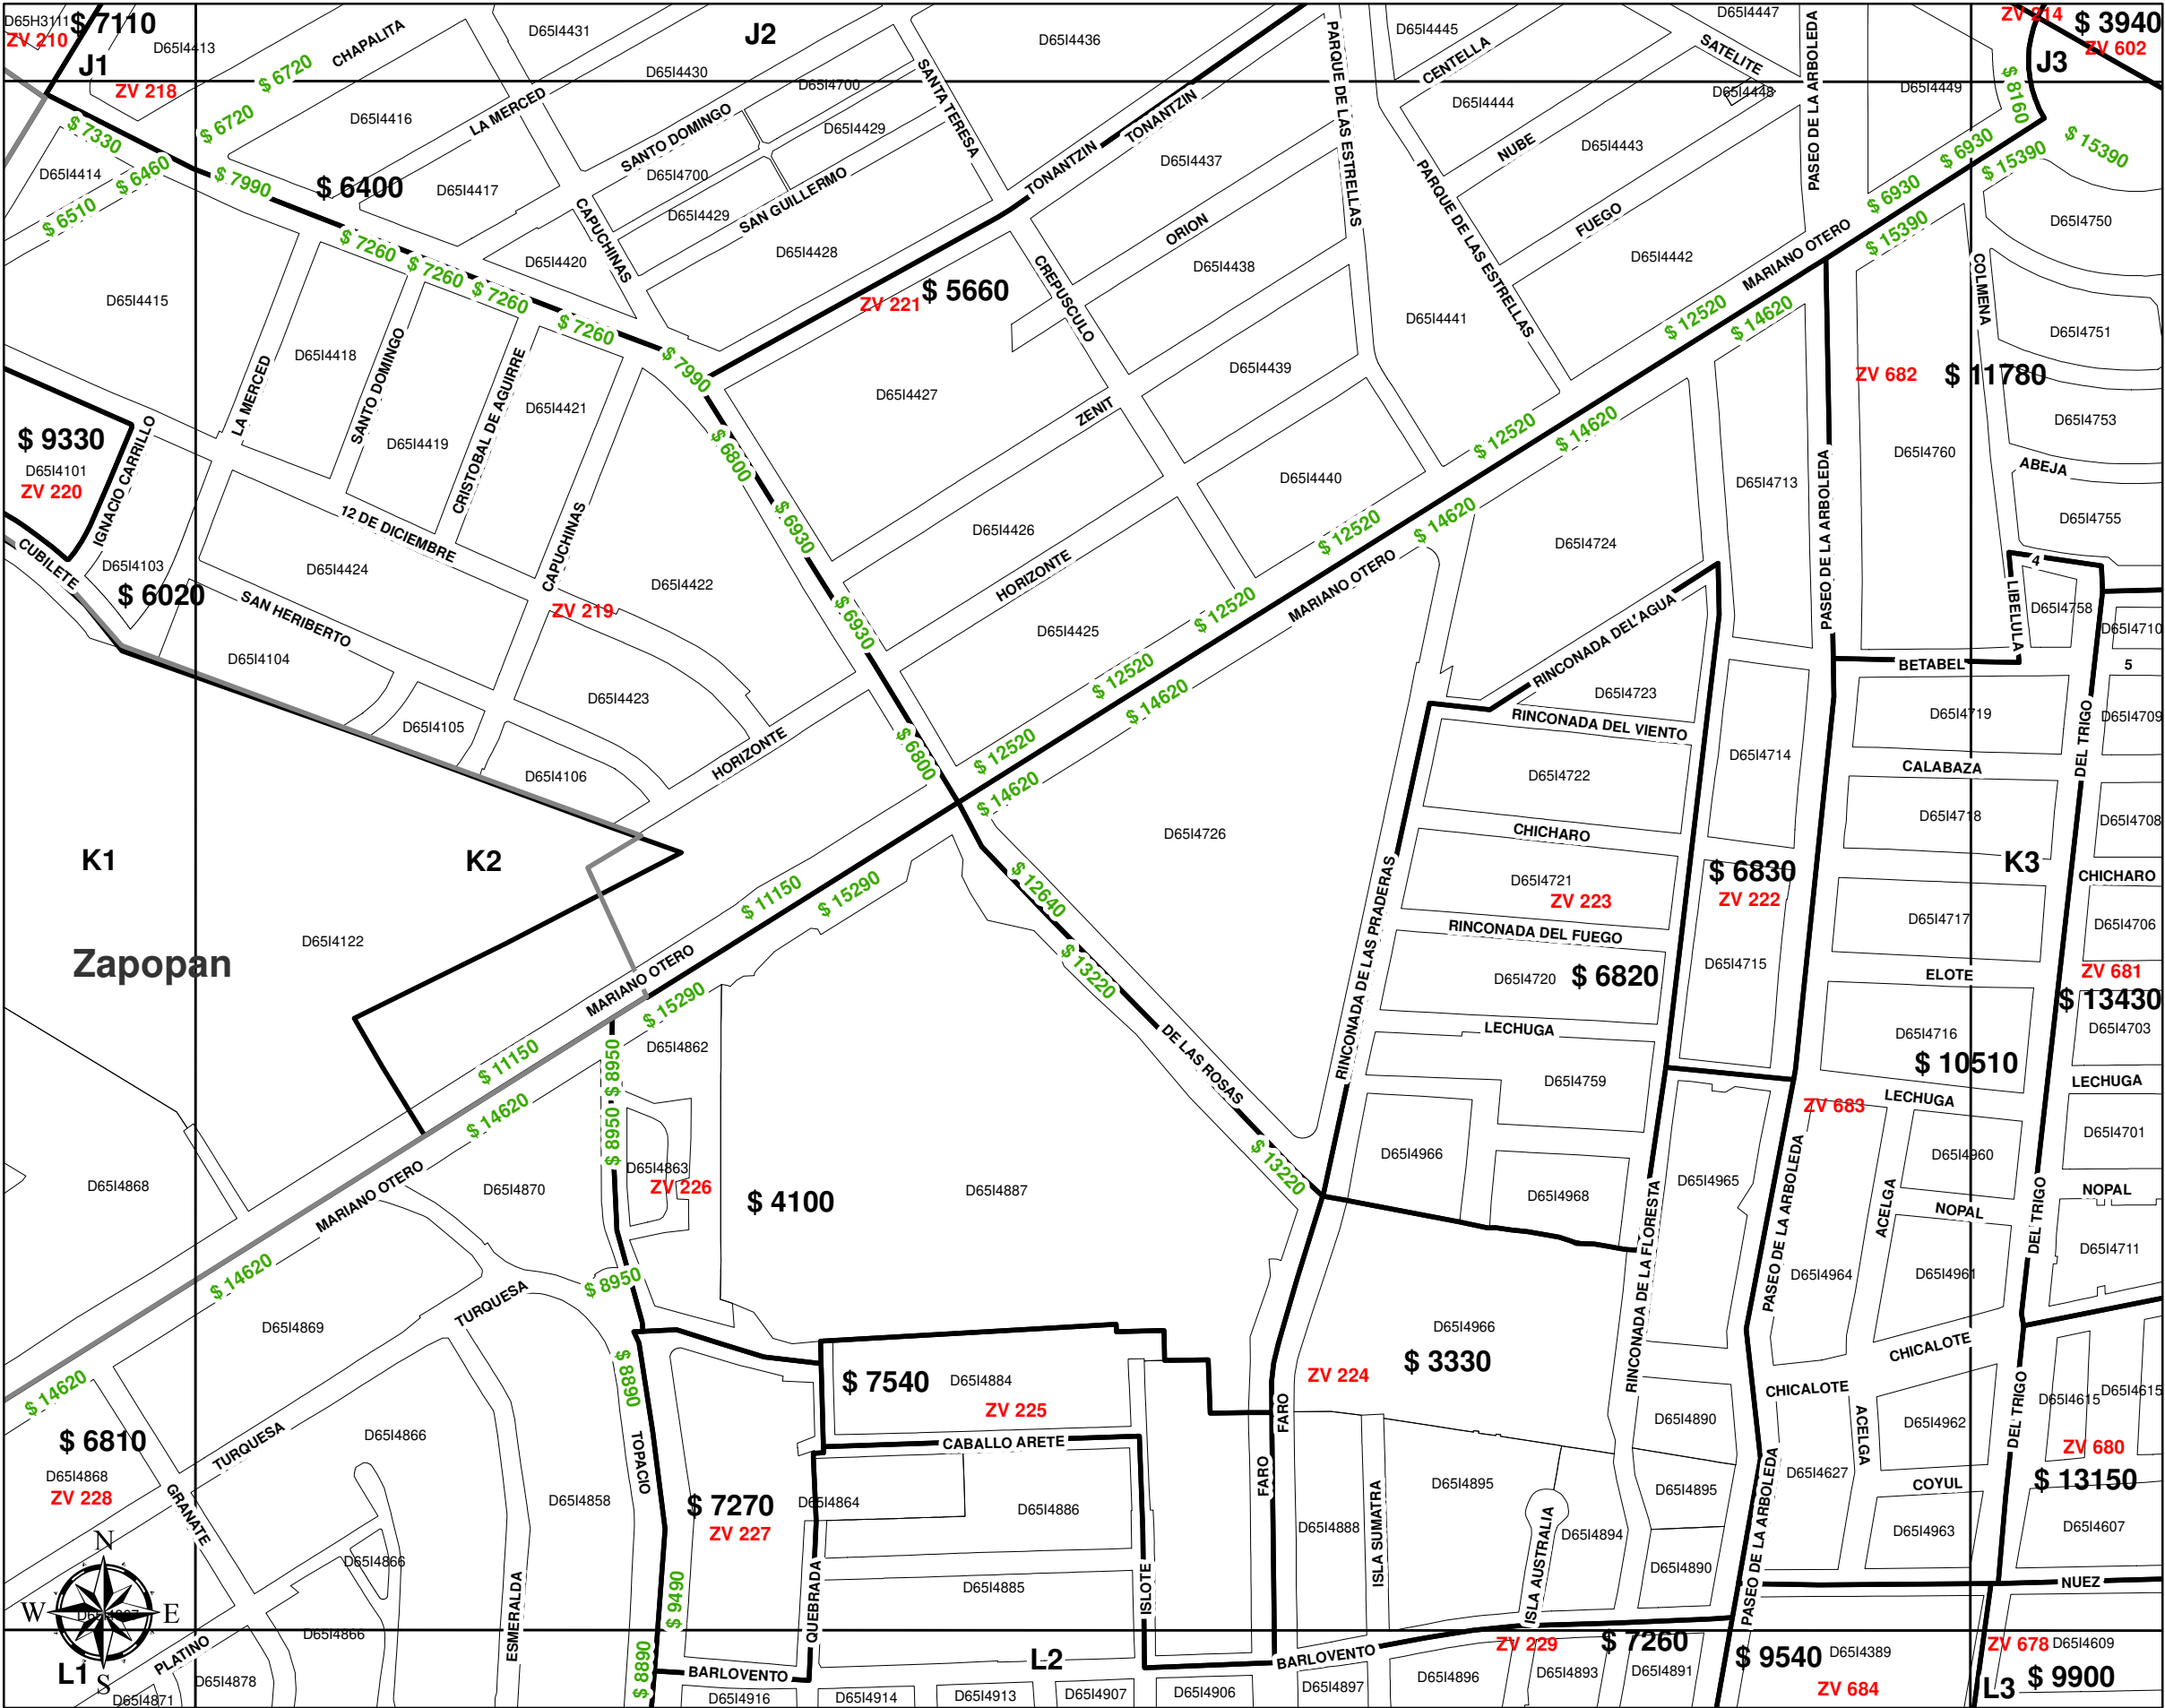 D65H3111
$ 7110
ZV 210
D65I4413
J1
ZV 218
$ 6720
CHAPALITA
D65I4431
J2
D65I4430
D65I4700
SANTA TERESA
D65I4436
PARQUE DE LAS ESTRELLAS
D65I4445
CENTELLA
D65I4447
SATELITE
D65I4448
PASEO DE LA ARBOLEDA
D65I4449
ZV 214
$ 3940
ZV 602
J3
$ 8160
$ 7330
$ 6720
D65I4416
LA MERCED
SANTO DOMINGO
D65I4429
TONANTZIN
TONANTZIN
D65I4437
D65I4444
NUBE
D65I4443
$ 6930
$ 15390
$ 15390
D65I4414
$ 6460
$ 6510
$ 7990
$ 6400
D65I4417
D65I4700
D65I4429
SAN GUILLERMO
CAPUCHINAS
ORION
PARQUE DE LAS ESTRELLAS
FUEGO
$ 6930
$ 15390
D65I4750
$ 7260
$ 7260
$ 7260
$ 7260
D65I4420
D65I4428
D65I4438
CREPUSCULO
D65I4442
MARIANO OTERO
COLMENA
D65I4415
ZV 221
$ 5660
D65I4441
$ 12520
$ 14620
D65I4751
D65I4418
LA MERCED
SANTO DOMINGO
CRISTOBAL DE AGUIRRE
D65I4421
$ 7990
D65I4427
D65I4439
ZENIT
ZV 682
$ 11780
$ 9330
D65I4101
ZV 220
IGNACIO CARRILLO
D65I4419
$ 6800
$ 12520
$ 14620
D65I4753
D65I4760
ABEJA
D65I4440
D65I4713
PASEO DE LA ARBOLEDA
12 DE DICIEMBRE
CAPUCHINAS
$ 6930
D65I4426
$ 12520
$ 14620
D65I4755
CUBILETE
D65I4103
$ 6020
D65I4424
D65I4422
ZV 219
HORIZONTE
MARIANO OTERO
D65I4724
4
LIBELULA
D65I4758
D65I4710
SAN HERIBERTO
$ 6930
D65I4425
$ 12520
RINCONADA DEL AGUA
D65I4104
D65I4423
$ 12520
$ 14620
D65I4723
BETABEL
5
D65I4105
D65I4106
HORIZONTE
$ 6800
$ 12520
$ 14620
RINCONADA DEL VIENTO
D65I4722
D65I4714
D65I4719
DEL TRIGO
D65I4709
CALABAZA
D65I4718
D65I4708
K1
K2
D65I4726
CHICHARO
D65I4721
ZV 223
$ 6830
ZV 222
K3
CHICHARO
$ 11150
$ 15290
$ 12640
RINCONADA DE LAS PRADERAS
D65I4717
D65I4706
D65I4122
Zapopan
MARIANO OTERO
$ 15290
$ 13220
RINCONADA DEL FUEGO
D65I4720
$ 6820
D65I4715
ELOTE
ZV 681
$ 13430
D65I4703
$ 11150
$ 8950
D65I4862
DE LAS ROSAS
LECHUGA
D65I4716
$ 10510
$ 14620
$ 8950
D65I4759
ZV 683
LECHUGA
LECHUGA
D65I4701
D65I4868
MARIANO OTERO
D65I4870
D65I4863
ZV 226
$ 4100
D65I4887
$ 13220
D65I4966
D65I4968
RINCONADA DE LA FLORESTA
D65I4965
PASEO DE LA ARBOLEDA
ACELGA
D65I4960
NOPAL
NOPAL
DEL TRIGO
D65I4711
$ 14620
TURQUESA
$ 8950
D65I4964
D65I4961
D65I4869
D65I4966
$ 3330
ZV 224
CHICALOTE
CHICALOTE
$ 14620
$ 8890
$ 7540
D65I4884
ZV 225
FARO
D65I4890
ACELGA
D65I4962
DEL TRIGO
D65I4615
D65I4615
$ 6810
D65I4868
ZV 228
TURQUESA
D65I4866
TOPACIO
CABALLO ARETE
FARO
D65I4895
D65I4627
ZV 680
$ 13150
GRANATE
D65I4858
$ 7270
ZV 227
D65I4864
D65I4886
D65I4888
ISLA SUMATRA
ISLA AUSTRALIA
D65I4894
D65I4895
PASEO DE LA ARBOLEDA
COYUL
D65I4963
D65I4607
N
W
E
S
D65I4866
ESMERALDA
$ 9490
QUEBRADA
D65I4885
ISLOTE
D65I4890
NUEZ
D65I4866
PLATINO
L1
D65I4878
D65I4871
$ 8890
BARLOVENTO
L2
BARLOVENTO
ZV 229
$ 7260
$ 9540
D65I4389
ZV 684
ZV 678
D65I4609
L3
$ 9900
D65I4916
D65I4914
D65I4913
D65I4907
D65I4906
D65I4897
D65I4896
D65I4893
D65I4891